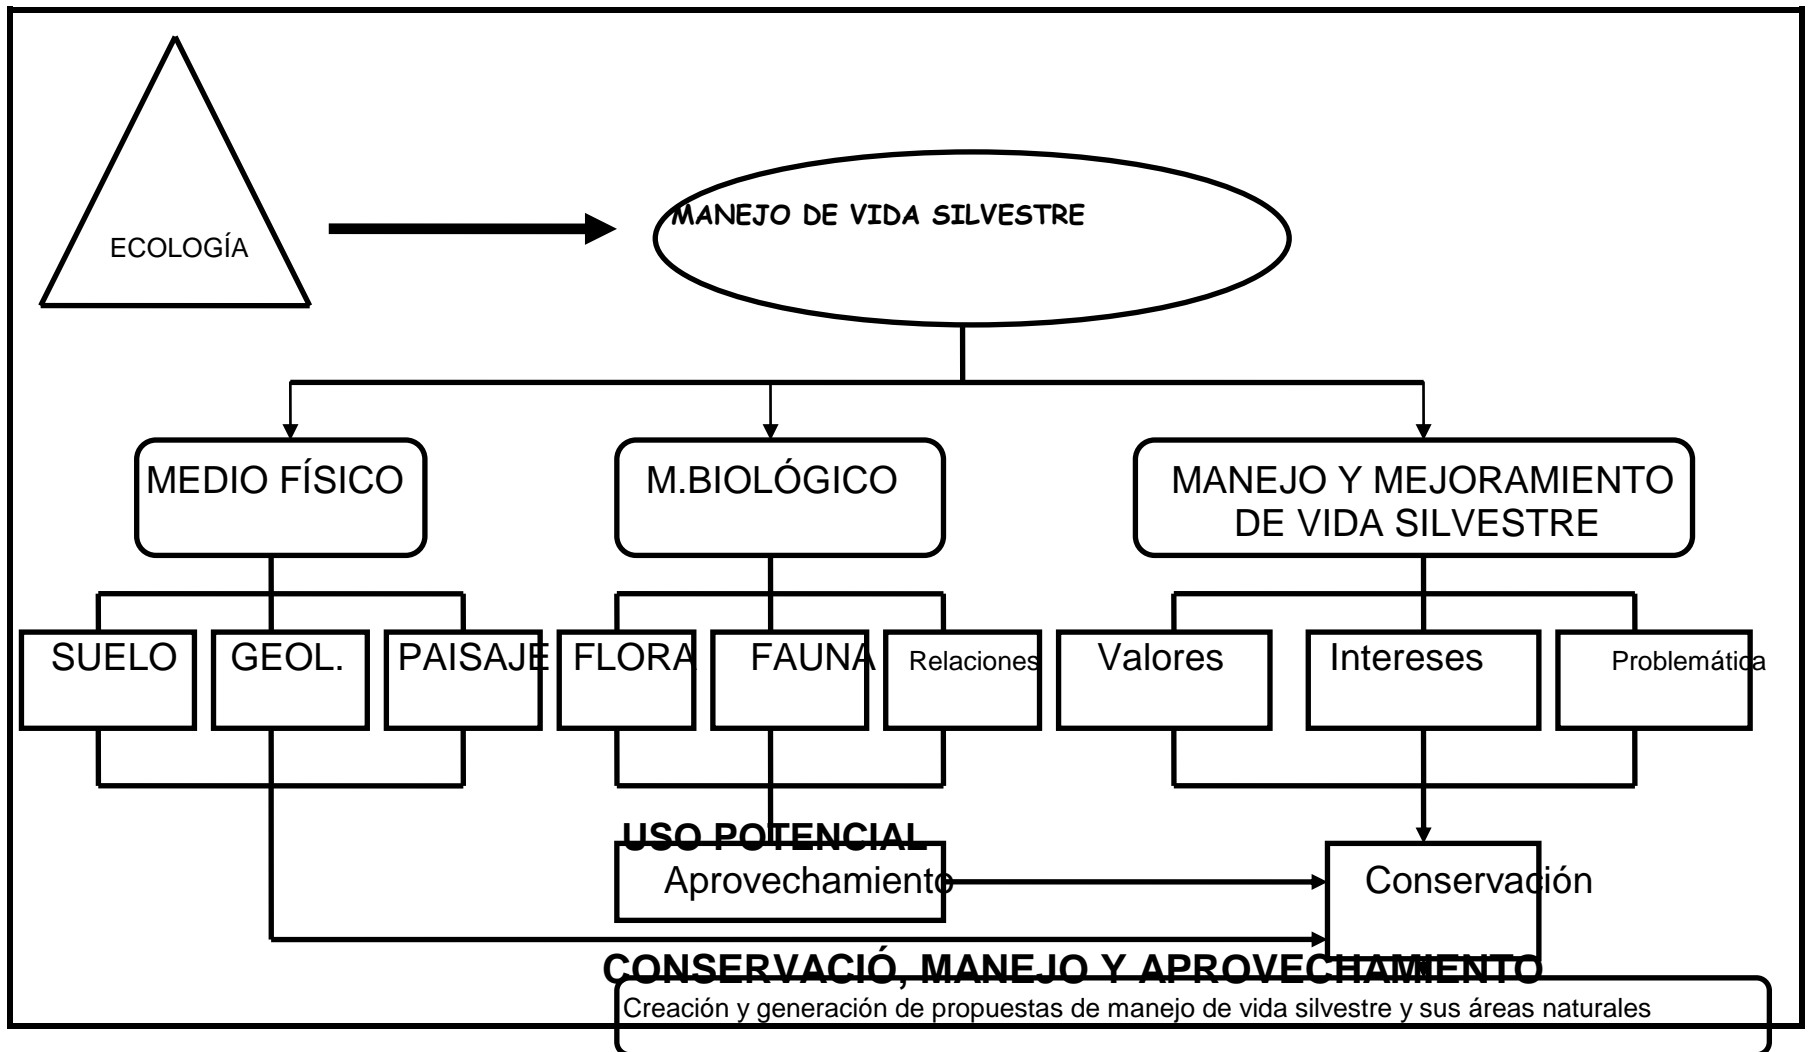 ECOLOGÍA
MANEJO DE VIDA SILVESTRE
MEDIO FÍSICO
M.BIOLÓGICO
MANEJO Y MEJORAMIENTO
DE VIDA SILVESTRE
SUELO
GEOL.
PAISAJE
FLORA
FAUNA
Relaciones
Valores
Intereses
Problemática
USO POTENCIAL
Aprovechamiento
Conservación
CONSERVACIÓ, MANEJO Y APROVECHAMIENTO
Creación y generación de propuestas de manejo de vida silvestre y sus áreas naturales